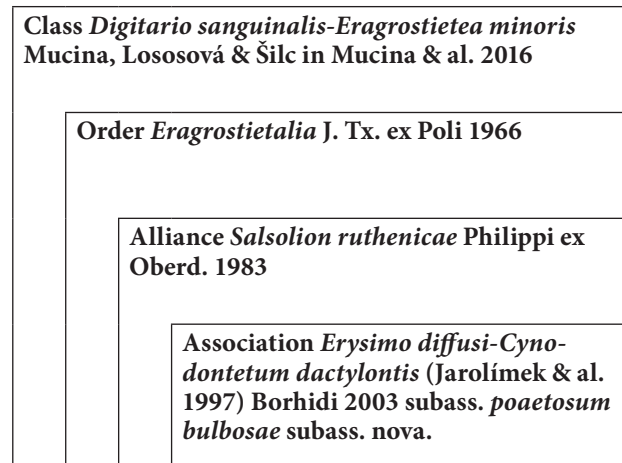 Class Digitario sanguinalis-Eragrostietea minoris
Mucina, Lososová & Šilc in Mucina & al. 2016
Order Eragrostietalia J. Tx. ex Poli 1966
Alliance Salsolion ruthenicae Philippi ex
Oberd. 1983
Association Erysimo diffusi-Cyno-
dontetum dactylontis (Jarolímek & al.
1997) Borhidi 2003 subass. poaetosum
bulbosae subass. nova.